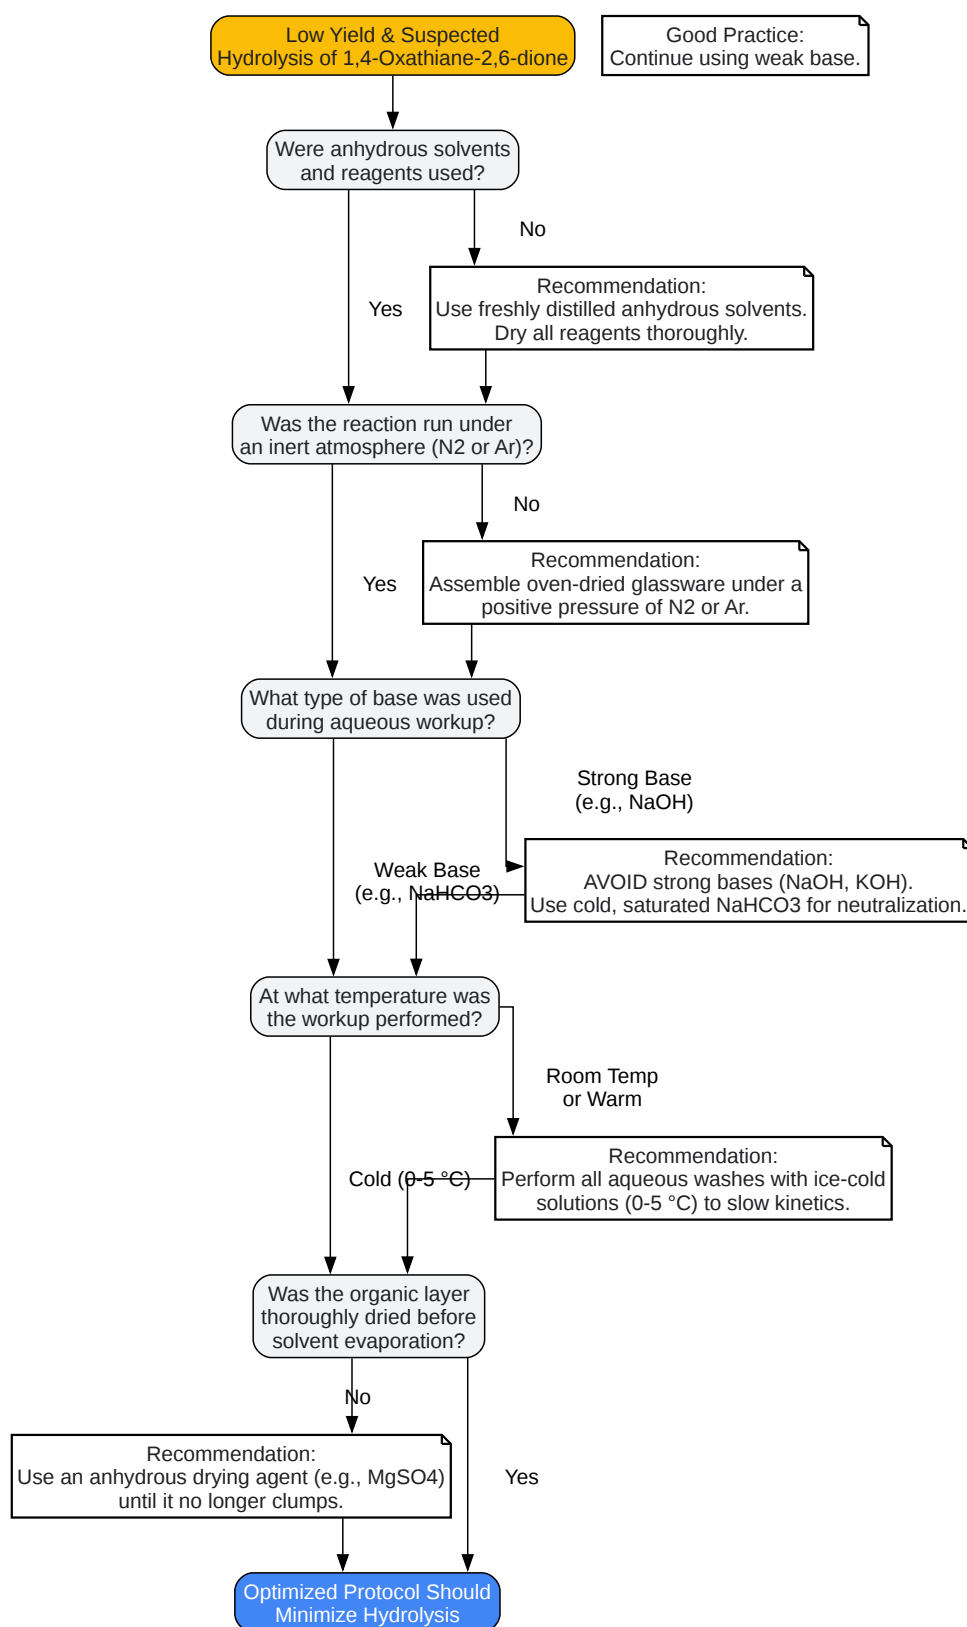 Low Yield & Suspected
Hydrolysis of 1,4-Oxathiane-2,6-dione
Good Practice:
Continue using weak base.
Were anhydrous solvents
and reagents used?
No
Yes
Recommendation:
Use freshly distilled anhydrous solvents.
Dry all reagents thoroughly.
Was the reaction run under
an inert atmosphere (N2 or Ar)?
No
Yes
Recommendation:
Assemble oven-dried glassware under a
positive pressure of N2 or Ar.
What type of base was used
during aqueous workup?
Strong Base
(e.g., NaOH)
Weak Base
(e.g., NaHCO3)
Recommendation:
AVOID strong bases (NaOH, KOH).
Use cold, saturated NaHCO3 for neutralization.
At what temperature was
the workup performed?
Room Temp
or Warm
Cold (0-5 °C)
Recommendation:
Perform all aqueous washes with ice-cold
solutions (0-5 °C) to slow kinetics.
Was the organic layer
thoroughly dried before
solvent evaporation?
No
Yes
Recommendation:
Use an anhydrous drying agent (e.g., MgSO4)
until it no longer clumps.
Optimized Protocol Should
Minimize Hydrolysis